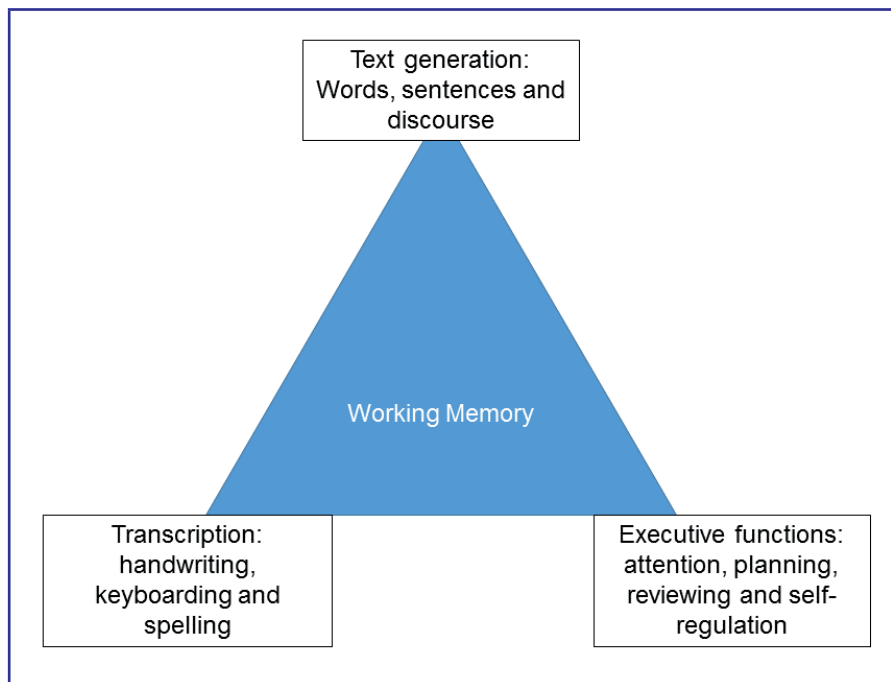 Text generation:
Words, sentences and
discourse
Working Memory
Transcription:
handwriting,
keyboarding and
spelling
Executive functions:
attention, planning,
reviewing and self-
regulation